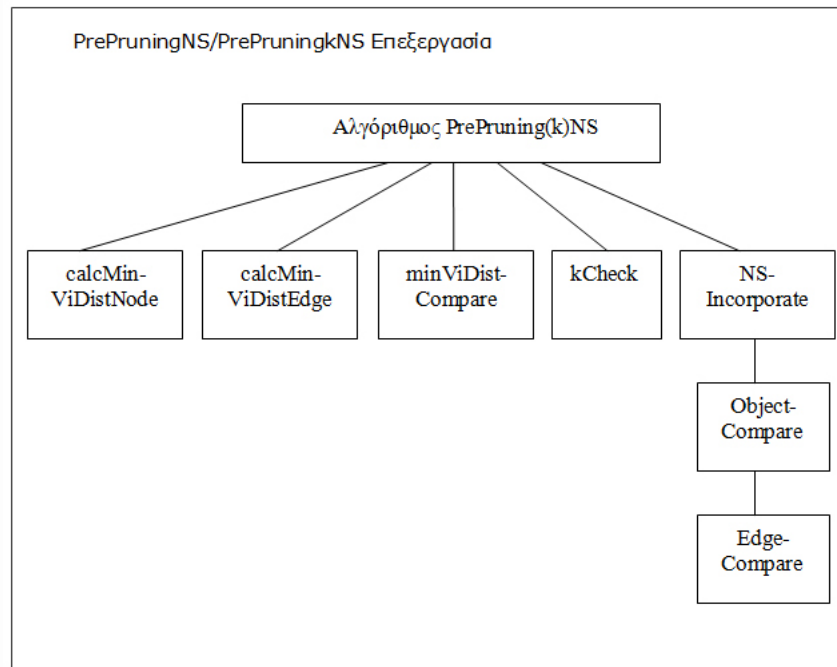 PrePruningNS/PrePruningkNS Επεξεργασία
Αλγόριθμος PrePruning(k)NS
calcMin-
ViDistNode
calcMin-
ViDistEdge
minViDist-
Compare
kCheck
NS-
Incorporate
Object-
Compare
Edge-
Compare